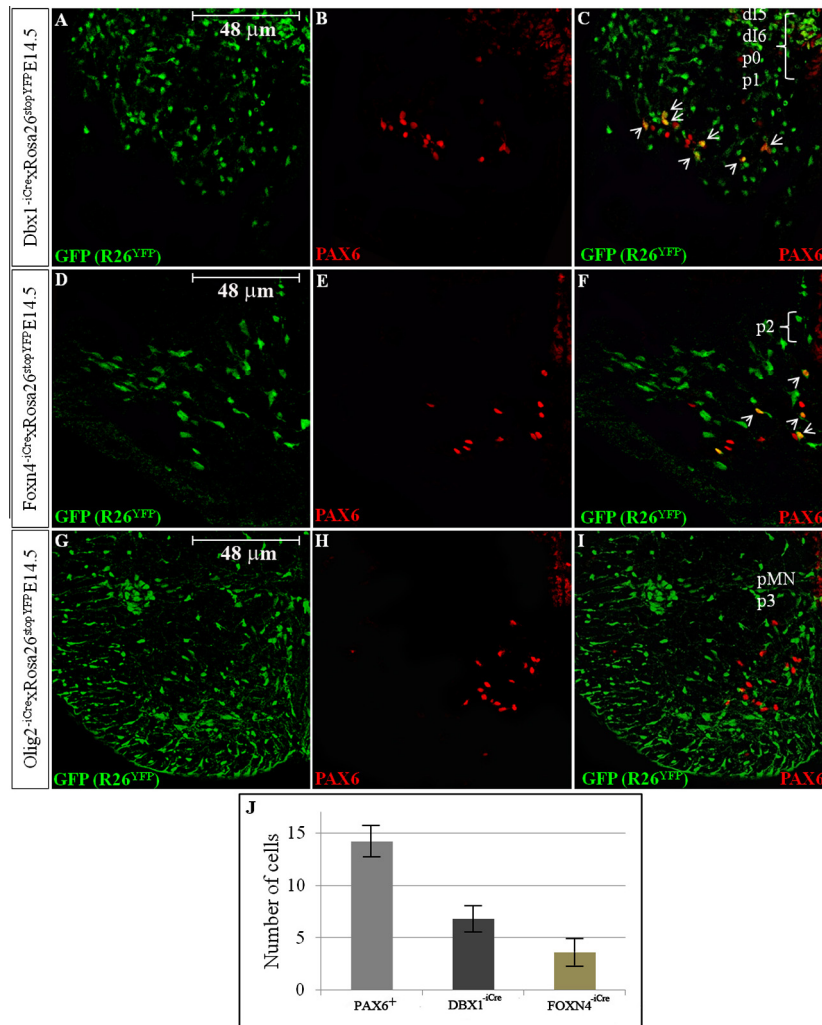 A
48 μm
B
C
dI5
dI6
p0
p1
Dbx1-iCrexRosa26stopYFPE14.5
GFP (R26YFP)
PAX6
GFP (R26YFP)
PAX6
D
48 μm
E
F
p2
Foxn4-iCrexRosa26stopYFPE14.5
GFP (R26YFP)
PAX6
GFP (R26YFP)
PAX6
G
48 μm
H
I
pMN
p3
Olig2-iCrexRosa26stopYFPE14.5
GFP (R26YFP)
PAX6
GFP (R26YFP)
PAX6
J
Number of cells
15
10
5
0
PAX6+
DBX1-iCre
FOXN4-iCre